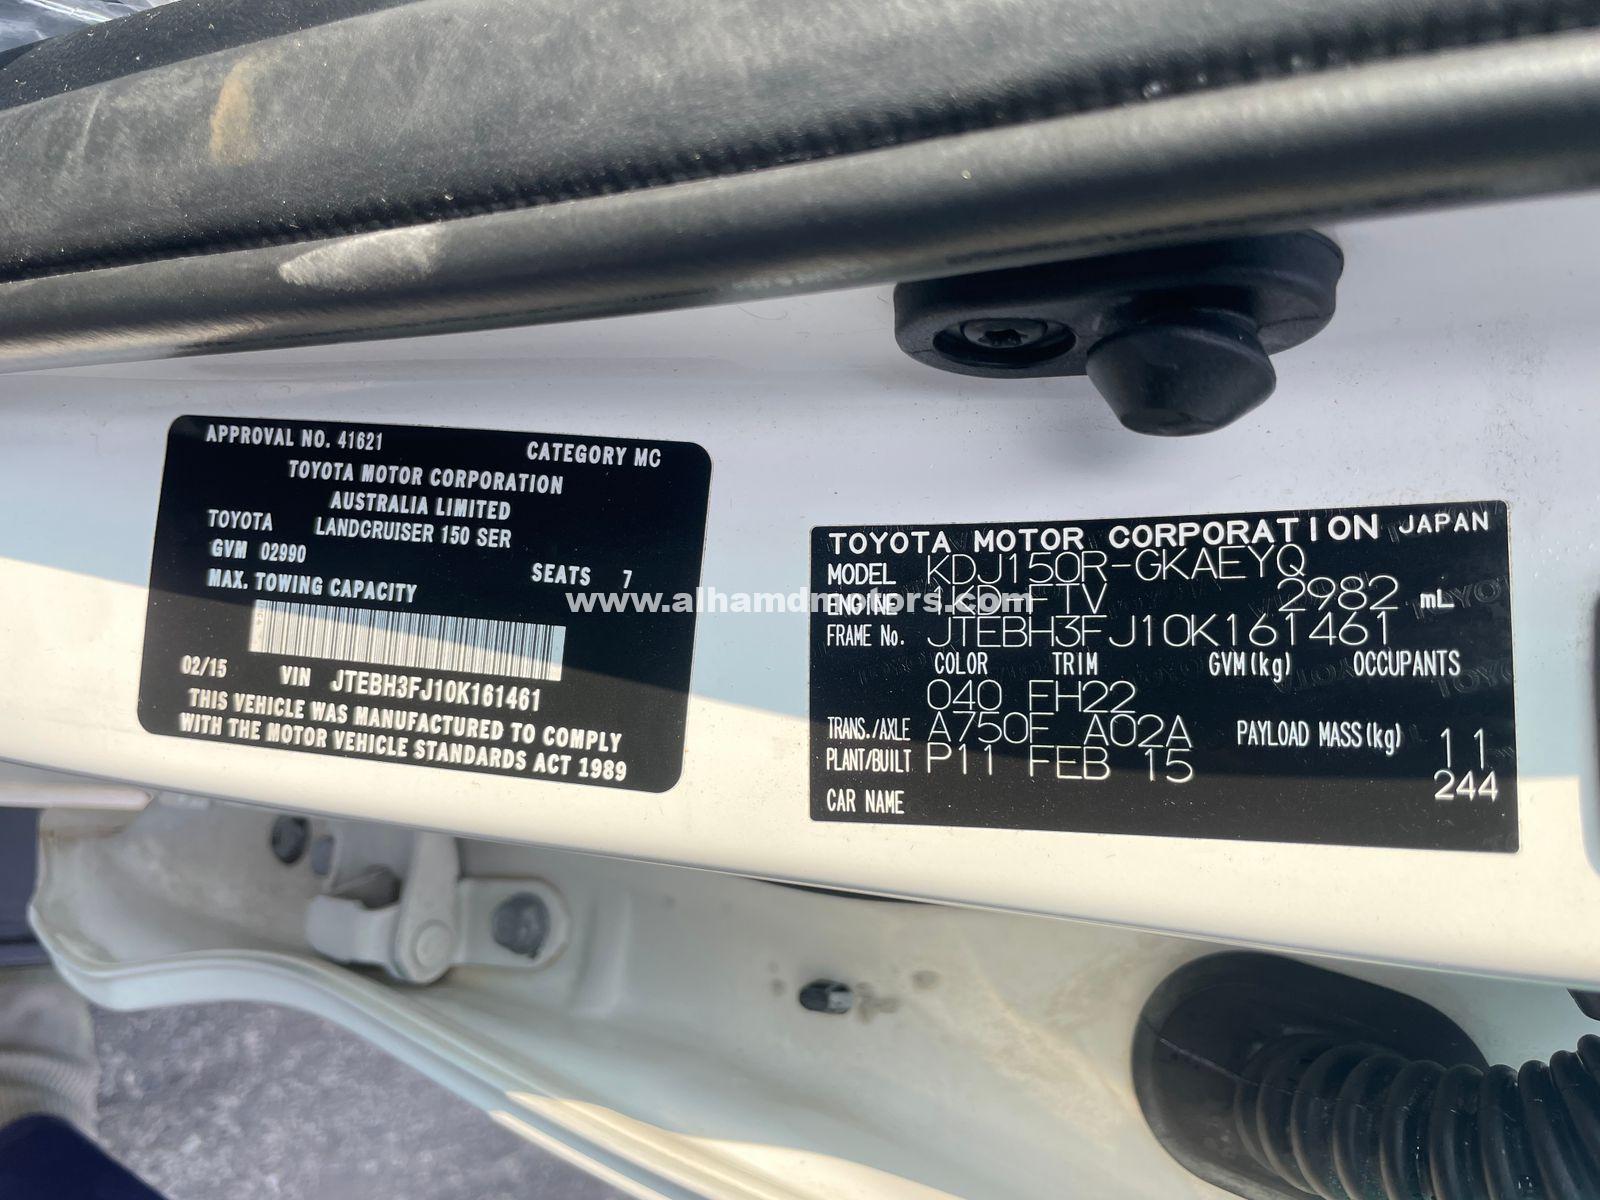 APPROVAL NO. 41621 CATEGORY MC
TOYOTA MOTOR CORPORATION
AUSTRALIA LIMITED
TOYOTA LANDCRUISER 150 SER
GVM 02990 SEATS 7
MAX. TOWING CAPACITY
02/15 VIN JTEBH3FJ10K161461
THIS VEHICLE WAS MANUFACTURED TO COMPLY
WITH THE MOTOR VEHICLE STANDARDS ACT 1989
TOYOTA MOTOR CORPORATION JAPAN
MODEL KDJ150R-GKAEYQ
ENGINE 1KD-FTV 2982 mL
FRAME No. JTEBH3FJ10K161461
COLOR TRIM GVM(kg) OCCUPANTS
040 FH22
TRANS./AXLE A750F A02A PAYLOAD MASS(kg) 11
PLANT/BUILT P11 FEB 15 244
CAR NAME
www.alhamdmotors.com